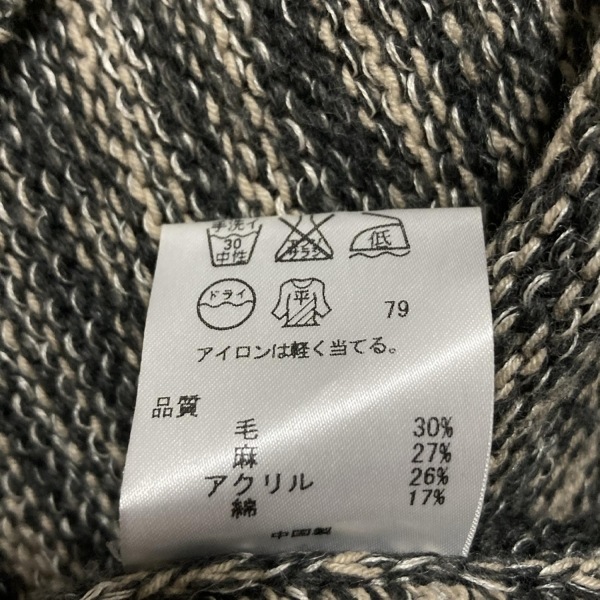 手洗イ 30 中性 エンソ サラシ 低
ドライ 平 79
アイロンは軽く当てる。
品質
毛 30%
麻 27%
アクリル 26%
綿 17%
中国製